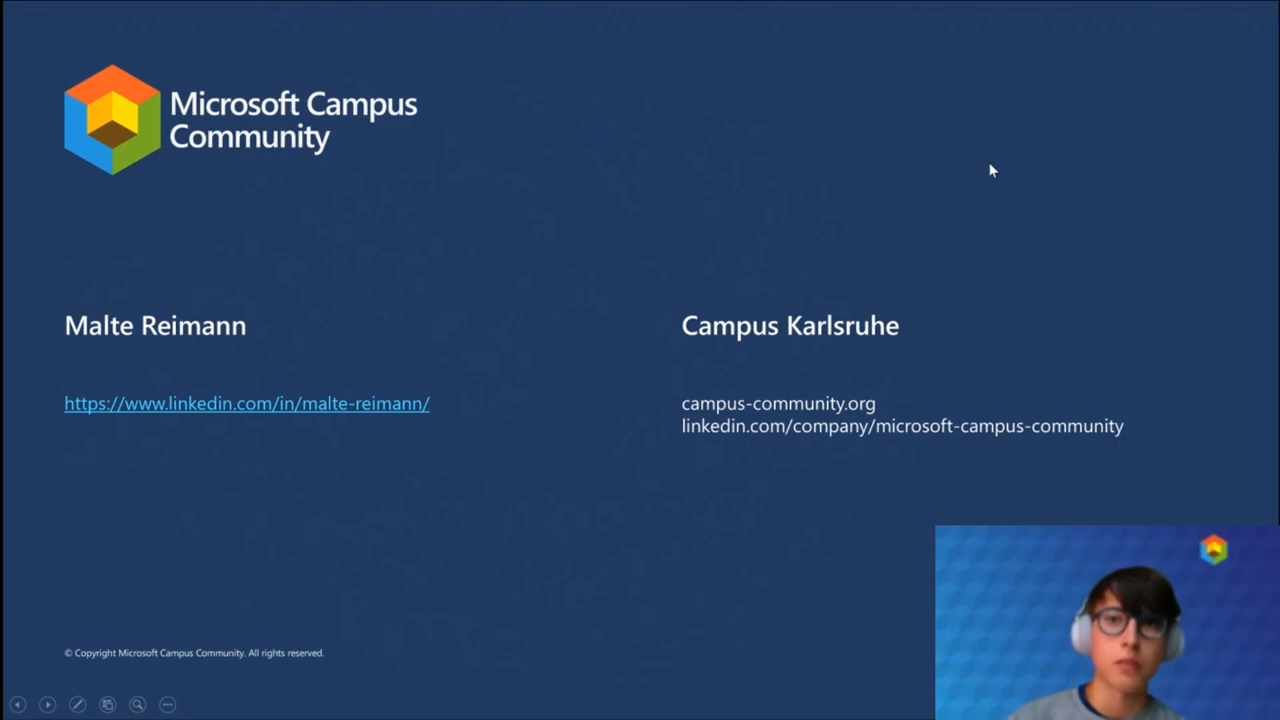 Microsoft Campus
Community
Malte Reimann
https://www.linkedin.com/in/malte-reimann/
Campus Karlsruhe
campus-community.org
linkedin.com/company/microsoft-campus-community
© Copyright Microsoft Campus Community. All rights reserved.